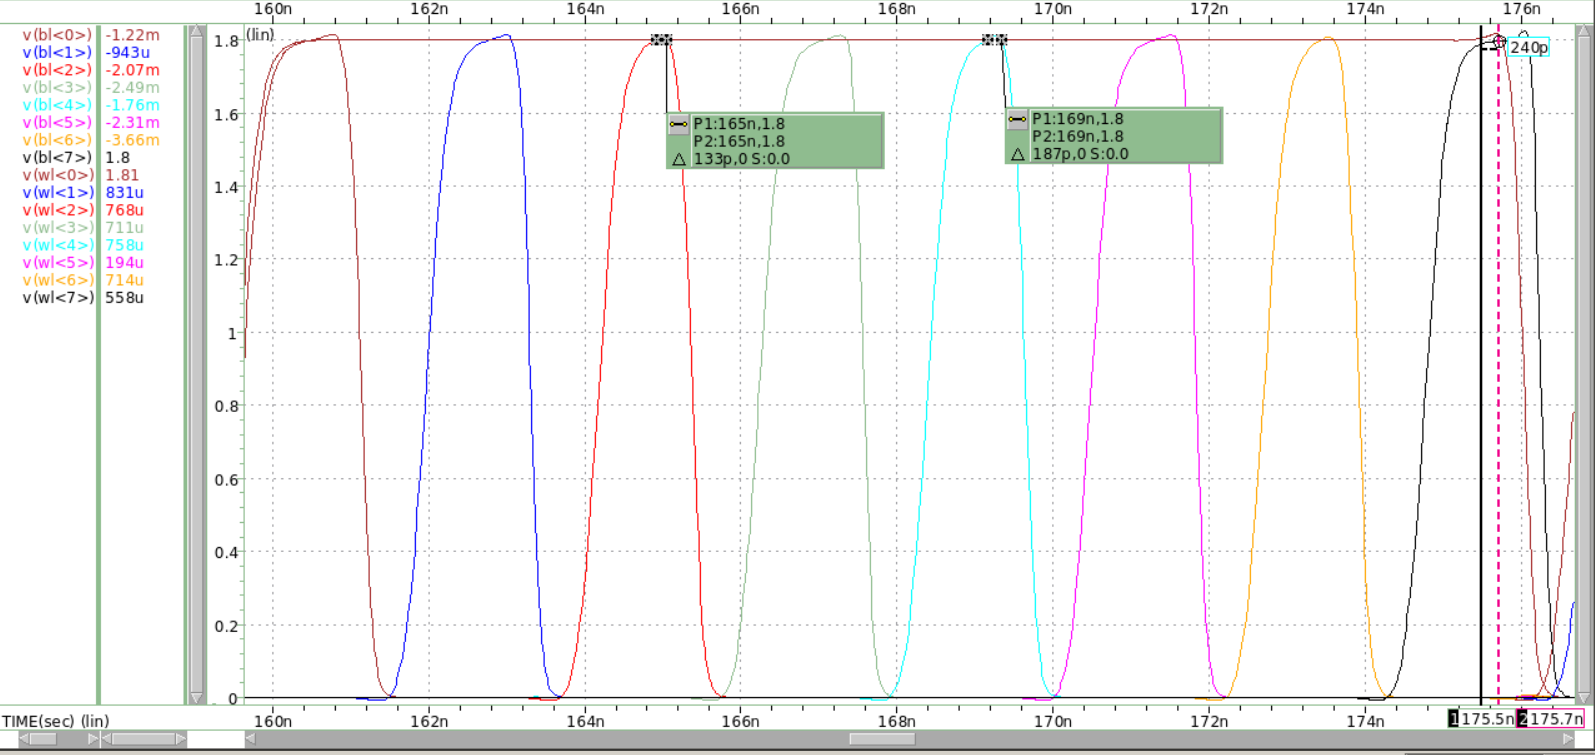 160n 162n 164n 166n 168n 170n 172n 174n 176n
v(bl<0>) -1.22m
v(bl<1>) -943u
v(bl<2>) -2.07m
v(bl<3>) -2.49m
v(bl<4>) -1.76m
v(bl<5>) -2.31m
v(bl<6>) -3.66m
v(bl<7>) 1.8
v(wl<0>) 1.81
v(wl<1>) 831u
v(wl<2>) 768u
v(wl<3>) 711u
v(wl<4>) 758u
v(wl<5>) 194u
v(wl<6>) 714u
v(wl<7>) 558u
(lin)
1.8
1.6
1.4
1.2
1
0.8
0.6
0.4
0.2
0
P1:165n,1.8
P2:165n,1.8
△ 133p,0 S:0.0
P1:169n,1.8
P2:169n,1.8
△ 187p,0 S:0.0
240p
TIME(sec) (lin)
160n 162n 164n 166n 168n 170n 172n 174n
1 175.5n 2 175.7n